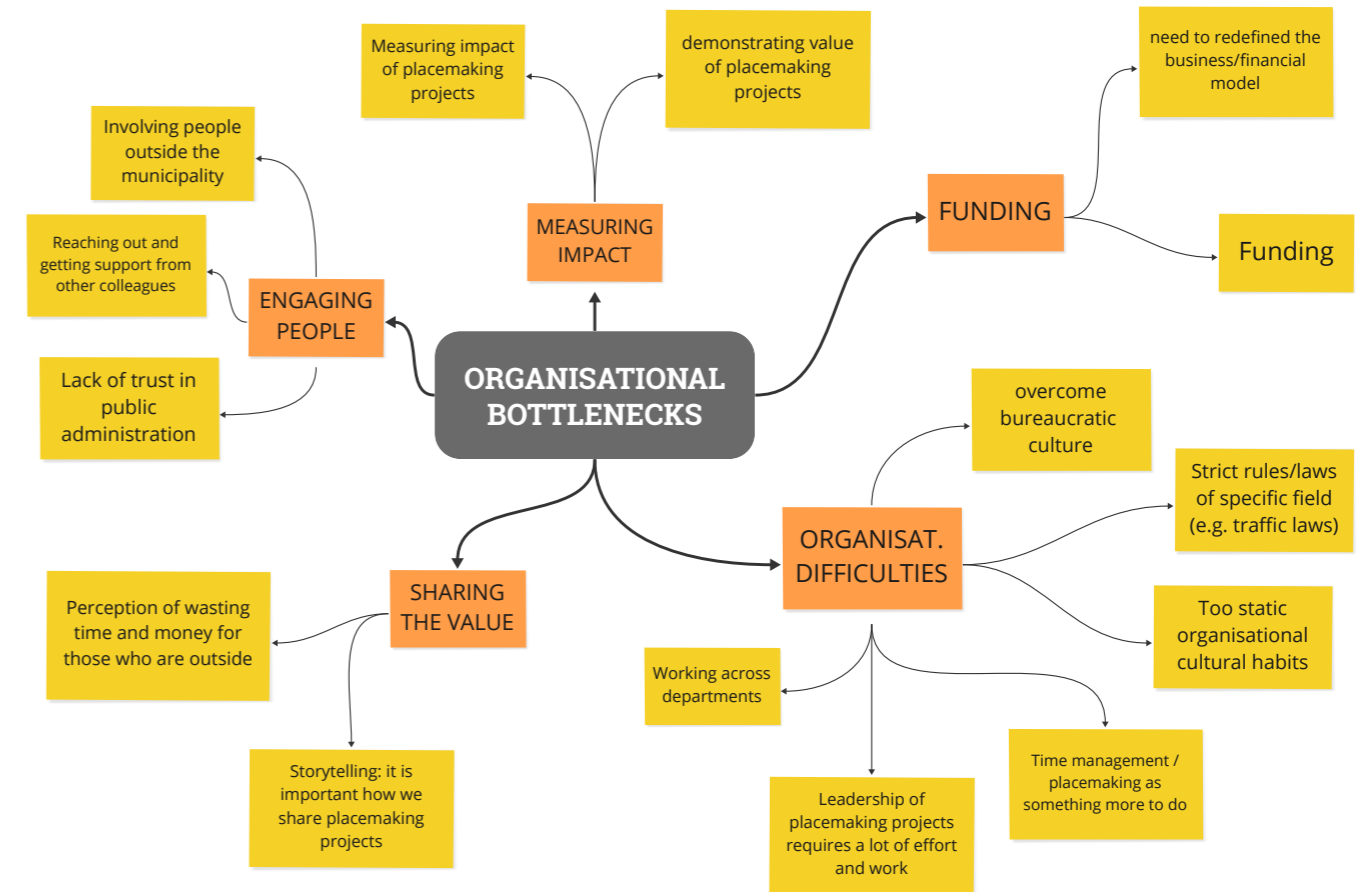 ORGANISATIONAL
BOTTLENECKS
MEASURING
IMPACT
Measuring impact
of placemaking
projects
demonstrating value
of placemaking
projects
FUNDING
need to redefined the
business/financial
model
Funding
ENGAGING
PEOPLE
Involving people
outside the
municipality
Reaching out and
getting support from
other colleagues
Lack of trust in
public
administration
SHARING
THE VALUE
Perception of wasting
time and money for
those who are outside
Storytelling: it is
important how we
share placemaking
projects
ORGANISAT.
DIFFICULTIES
overcome
bureaucratic
culture
Strict rules/laws
of specific field
(e.g. traffic laws)
Too static
organisational
cultural habits
Working across
departments
Leadership of
placemaking projects
requires a lot of effort
and work
Time management /
placemaking as
something more to do